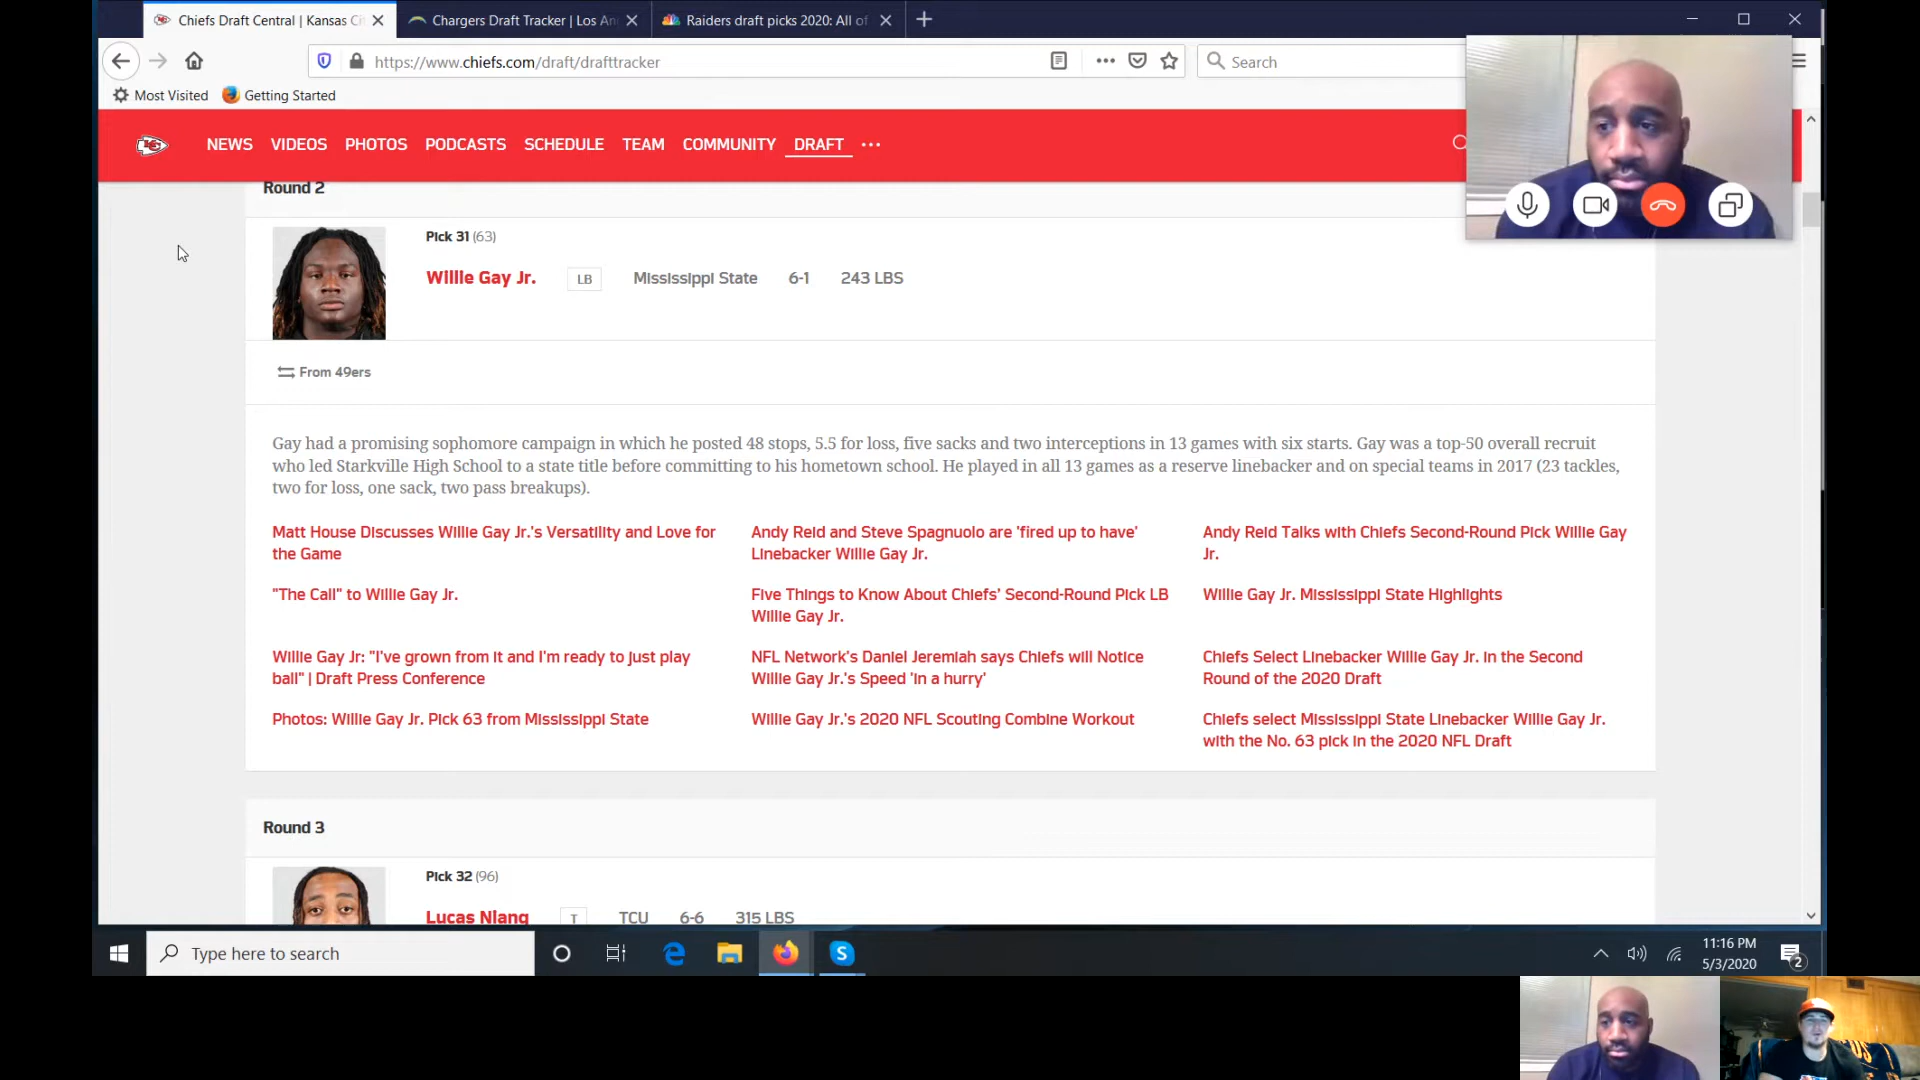 Chiefs Draft Central | Kansas Ci
Chargers Draft Tracker | Los An
Raiders draft picks 2020: All of
https://www.chiefs.com/draft/drafttracker
Search
Most Visited
Getting Started
NEWS VIDEOS PHOTOS PODCASTS SCHEDULE TEAM COMMUNITY DRAFT
Round 2
Pick 31 (63)
Willie Gay Jr. LB Mississippi State 6-1 243 LBS
From 49ers
Gay had a promising sophomore campaign in which he posted 48 stops, 5.5 for loss, five sacks and two interceptions in 13 games with six starts. Gay was a top-50 overall recruit
who led Starkville High School to a state title before committing to his hometown school. He played in all 13 games as a reserve linebacker and on special teams in 2017 (23 tackles,
two for loss, one sack, two pass breakups).
Matt House Discusses Willie Gay Jr.'s Versatility and Love for
the Game
Andy Reid and Steve Spagnuolo are 'fired up to have'
Linebacker Willie Gay Jr.
Andy Reid Talks with Chiefs Second-Round Pick Willie Gay
Jr.
"The Call" to Willie Gay Jr.
Five Things to Know About Chiefs' Second-Round Pick LB
Willie Gay Jr.
Willie Gay Jr. Mississippi State Highlights
Willie Gay Jr: "I've grown from it and I'm ready to just play
ball" | Draft Press Conference
NFL Network's Daniel Jeremiah says Chiefs will Notice
Willie Gay Jr.'s Speed 'in a hurry'
Chiefs Select Linebacker Willie Gay Jr. in the Second
Round of the 2020 Draft
Photos: Willie Gay Jr. Pick 63 from Mississippi State
Willie Gay Jr.'s 2020 NFL Scouting Combine Workout
Chiefs select Mississippi State Linebacker Willie Gay Jr.
with the No. 63 pick in the 2020 NFL Draft
Round 3
Pick 32 (96)
Lucas Niang T TCU 6-6 315 LBS
Type here to search
11:16 PM
5/3/2020
2